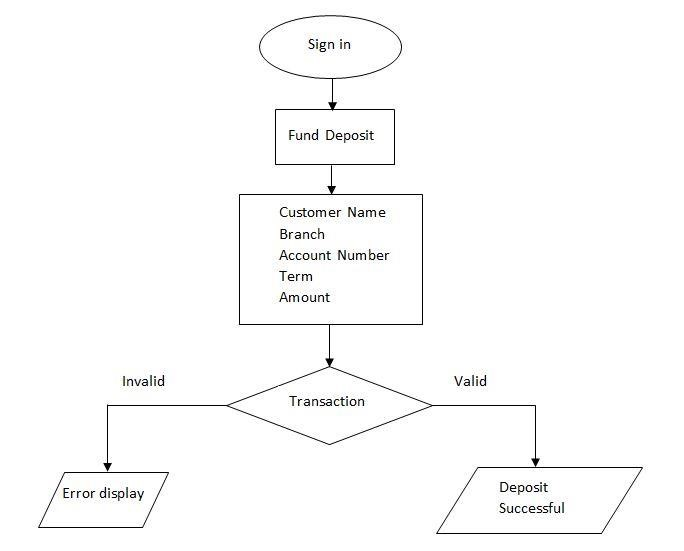 Sign in
Fund Deposit
Customer Name
Branch
Account Number
Term
Amount
Invalid
Valid
Transaction
Error display
Deposit
Successful